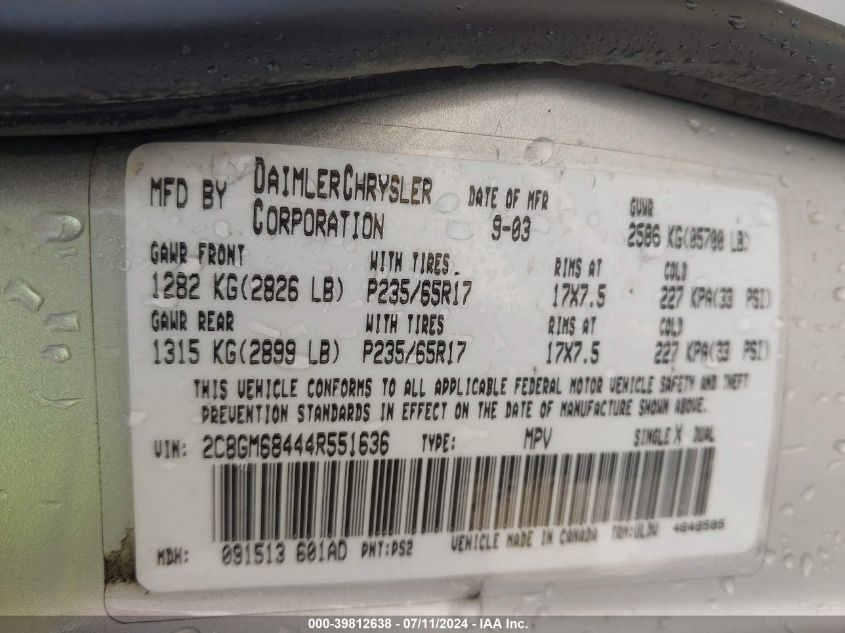 MFD BY DAIMLERCHRYSLER CORPORATION DATE OF MFR 9-03 GVWR 2586 KG(05700 LB)
GAWR FRONT WITH TIRES. RIMS AT COLD
1282 KG(2826 LB) P235/65R17 17X7.5 227 KPA(33 PSI)
GAWR REAR WITH TIRES RIMS AT COLD
1315 KG(2899 LB) P235/65R17 17X7.5 227 KPA(33 PSI)
THIS VEHICLE CONFORMS TO ALL APPLICABLE FEDERAL MOTOR VEHICLE SAFETY AND THEFT
PREVENTION STANDARDS IN EFFECT ON THE DATE OF MANUFACTURE SHOWN ABOVE.
VIN: 2C8GM68444R551636 TYPE: MPV SINGLE X DUAL
MDH: 091513 601AD PNT:PS2 VEHICLE MADE IN CANADA TRM:ULDV 4848505
000-39812638 - 07/11/2024 - IAA Inc.